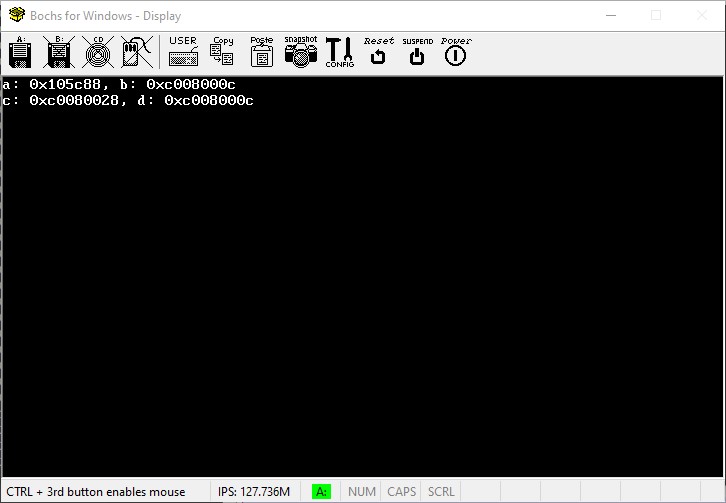 Bochs for Windows - Display
A: B: CD USER Copy Paste snapshot CONFIG Reset SUSPEND Power
a: 0x105c88, b: 0xc008000c
c: 0xc0080028, d: 0xc008000c
CTRL + 3rd button enables mouse IPS: 127.736M A: NUM CAPS SCRL